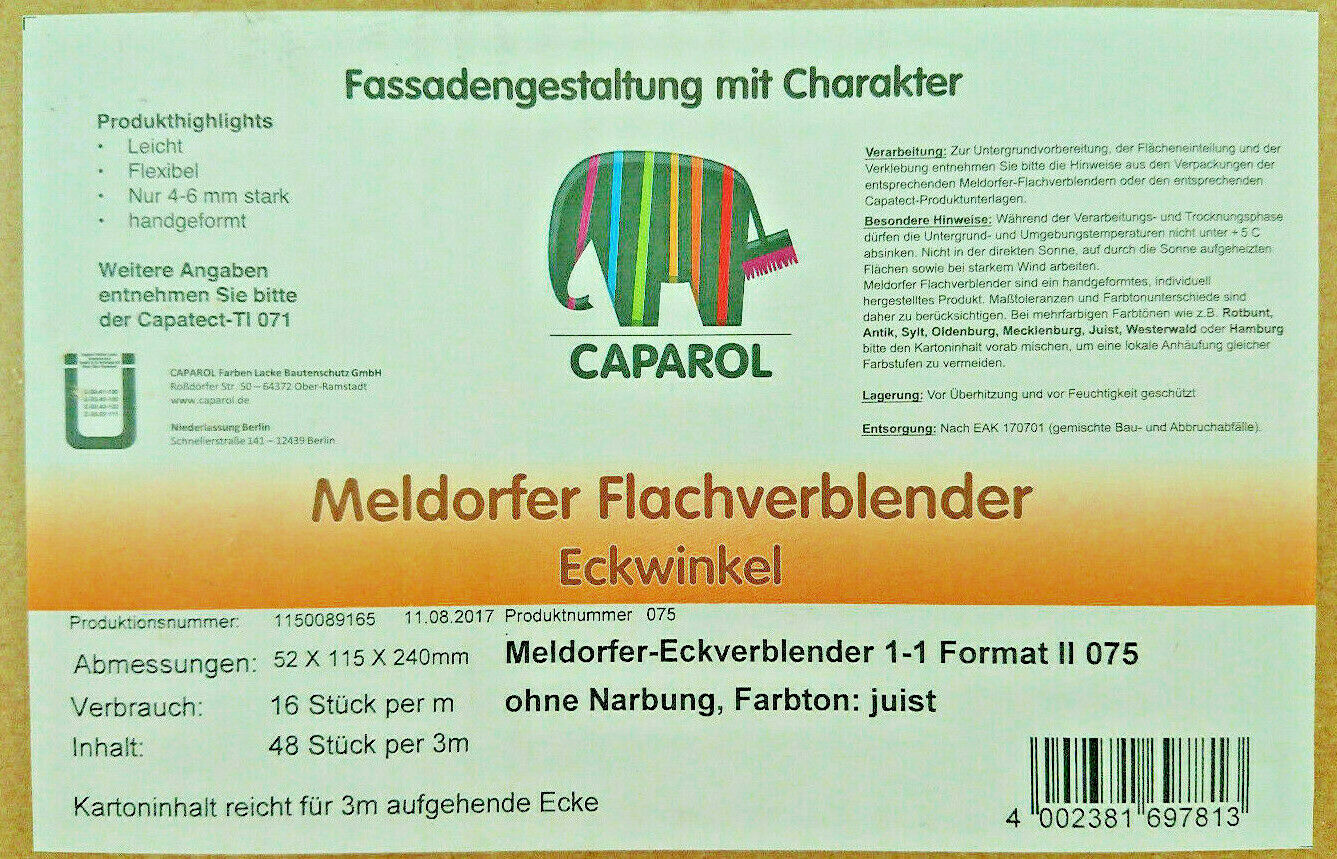 Fassadengestaltung mit Charakter
Produkthighlights
• Leicht
• Flexibel
• Nur 4-6 mm stark
• handgeformt
Weitere Angaben
entnehmen Sie bitte
der Capatect-TI 071
CAPAROL Farben Lacke Bautenschutz GmbH
Roßdörfer Str. 50 – 64372 Ober-Ramstadt
www.caparol.de
Niederlassung Berlin
Schnellerstraße 141 – 12439 Berlin
CAPAROL
Verarbeitung: Zur Untergrundvorbereitung, der Flächeneinteilung und der
Verklebung entnehmen Sie bitte die Hinweise aus den Verpackungen der
entsprechenden Meldorfer-Flachverblendern oder den entsprechenden
Capatect-Produktunterlagen.
Besondere Hinweise: Während der Verarbeitungs- und Trocknungsphase
dürfen die Untergrund- und Umgebungstemperaturen nicht unter +5 C
absinken. Nicht in der direkten Sonne, auf durch die Sonne aufgeheizten
Flächen sowie bei starkem Wind arbeiten.
Meldorfer Flachverblender sind ein handgeformtes, individuell
hergestelltes Produkt. Maßtoleranzen und Farbtonunterschiede sind
daher zu berücksichtigen. Bei mehrfarbigen Farbtönen wie z.B. Rotbunt,
Antik, Sylt, Oldenburg, Mecklenburg, Juist, Westerwald oder Hamburg
bitte den Kartoninhalt vorab mischen, um eine lokale Anhäufung gleicher
Farbstufen zu vermeiden.
Lagerung: Vor Überhitzung und vor Feuchtigkeit geschützt
Entsorgung: Nach EAK 170701 (gemischte Bau- und Abbruchabfälle).
Meldorfer Flachverblender
Eckwinkel
Produktionsnummer: 1150089165 11.08.2017 Produktnummer 075
Abmessungen: 52 X 115 X 240mm
Meldorfer-Eckverblender 1-1 Format II 075
Verbrauch: 16 Stück per m
ohne Narbung, Farbton: juist
Inhalt: 48 Stück per 3m
Kartoninhalt reicht für 3m aufgehende Ecke
4 002381 697813